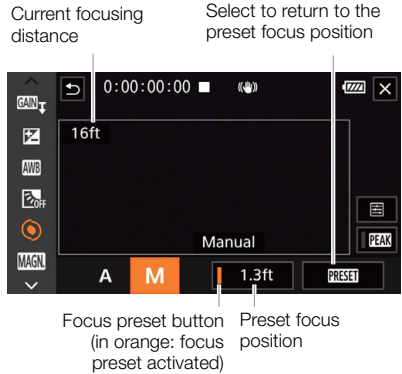 Current focusing
distance
Select to return to the
preset focus position
0:00:00:00
GAIN
16ft
AWB
OFF
PEAK
Manual
MAGN.
A M 1.3ft PRESET
Focus preset button
(in orange: focus
preset activated)
Preset focus
position